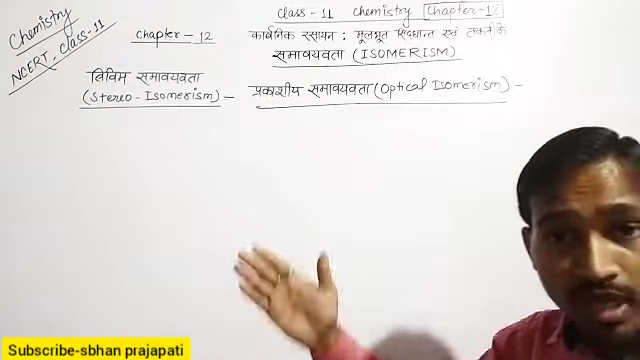 Chemistry
NCERT, class-11
Class-11 Chemistry Chapter-12
Chapter-12 कार्बनिक रसायन : मूलभूत सिद्धान्त एवं तकनीकें
समावयवता (ISOMERISM)
त्रिविम समावयवता
(Stereo-Isomerism) - प्रकाशीय समावयवता (Optical Isomerism) -
Subscribe-sbhan prajapati